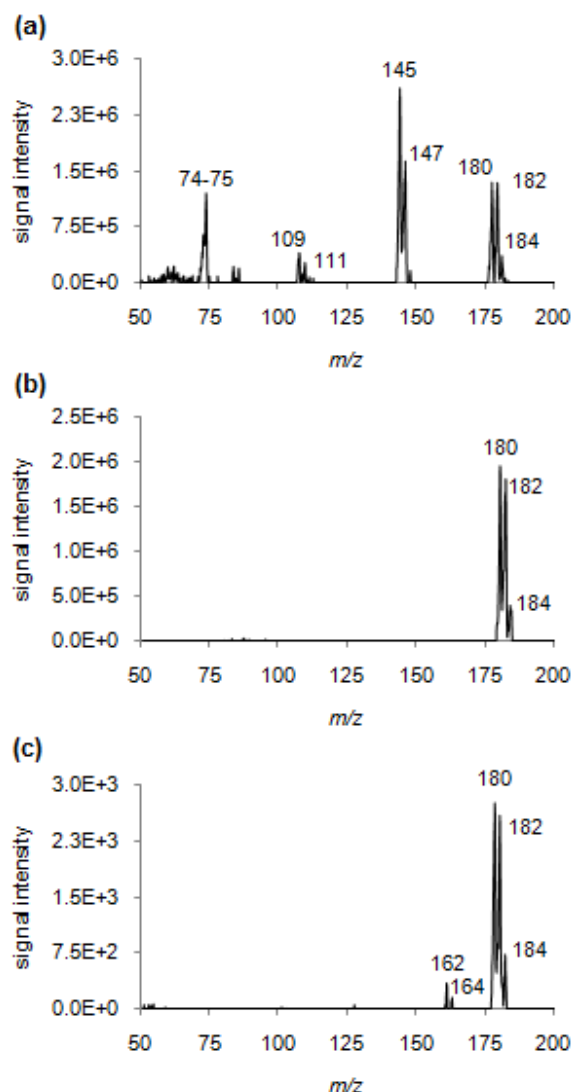 (a)
signal intensity
3.0E+6
2.3E+6
1.5E+6
7.5E+5
0.0E+0
74-75
109
111
145
147
180
182
184
50 75 100 125 150 175 200
m/z
(b)
signal intensity
2.5E+6
2.0E+6
1.5E+6
1.0E+6
5.0E+5
0.0E+0
180
182
184
50 75 100 125 150 175 200
m/z
(c)
signal intensity
3.0E+3
2.3E+3
1.5E+3
7.5E+2
0.0E+0
162
164
180
182
184
50 75 100 125 150 175 200
m/z